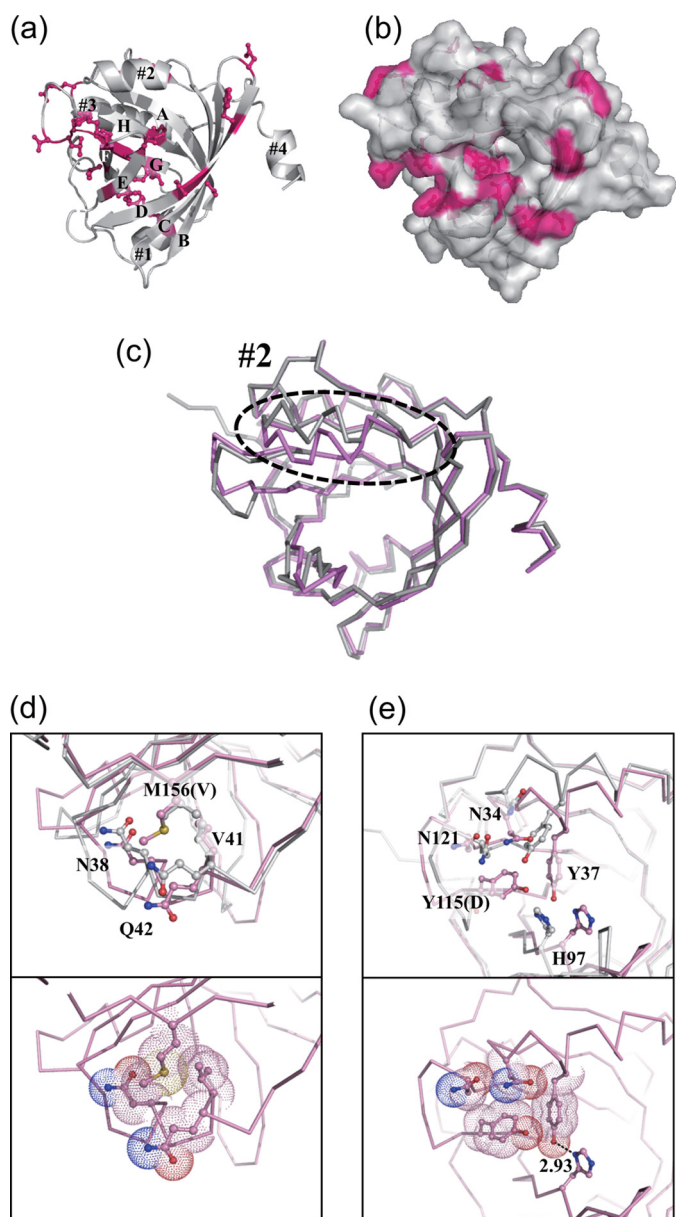 (a)
#2
#3
H
A
F
G
E
D
C
B
#1
#4
(b)
(c)
#2
(d)
M156(V)
V41
N38
Q42
(e)
N34
N121
Y37
Y115(D)
H97
2.93